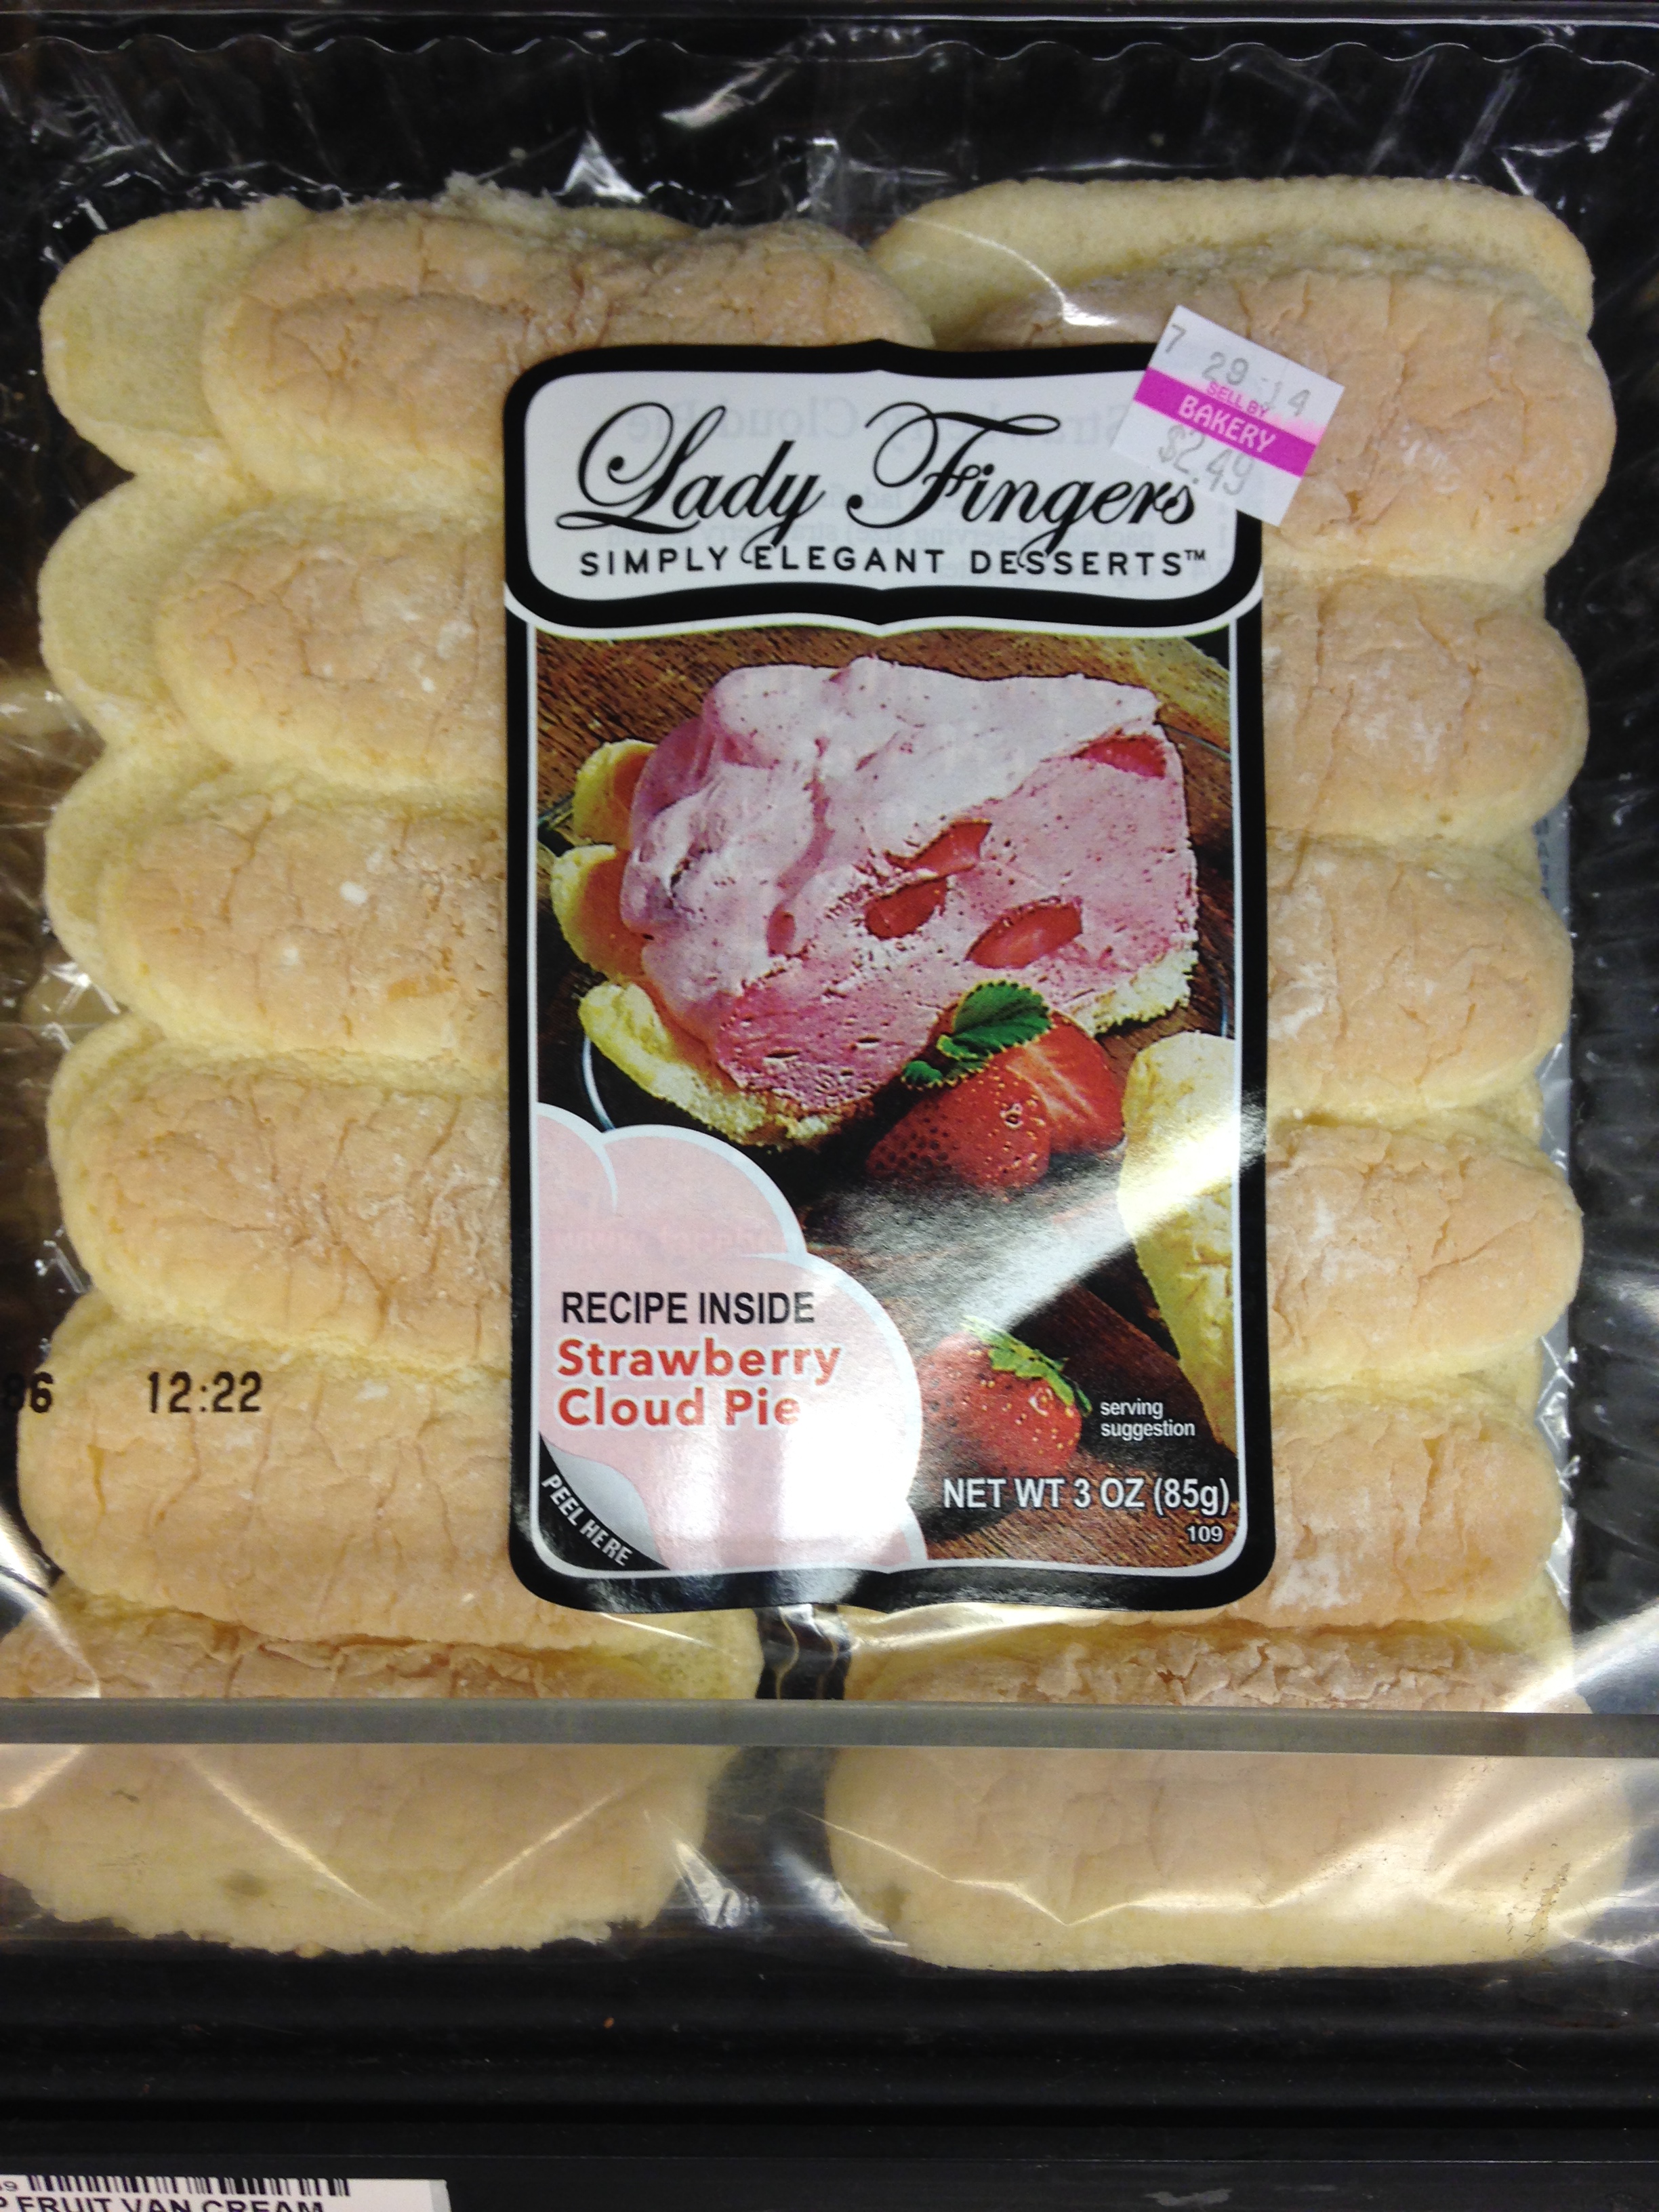 7 29 14
SELL BY
BAKERY
$2.49
Lady Fingers
SIMPLY ELEGANT DESSERTS™
RECIPE INSIDE
Strawberry
Cloud Pie
PEEL HERE
serving
suggestion
NET WT 3 OZ (85g)
109
86 12:22
FRUIT VAN CREAM